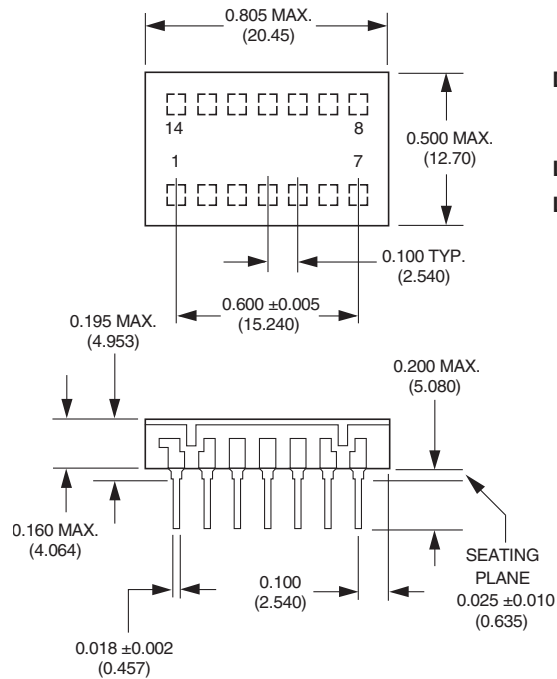 0.805 MAX.
(20.45)
14
8
1
7
0.500 MAX.
(12.70)
0.100 TYP.
(2.540)
0.600 ±0.005
(15.240)
0.195 MAX.
(4.953)
0.200 MAX.
(5.080)
0.160 MAX.
(4.064)
SEATING
PLANE
0.025 ±0.010
(0.635)
0.100
(2.540)
0.018 ±0.002
(0.457)